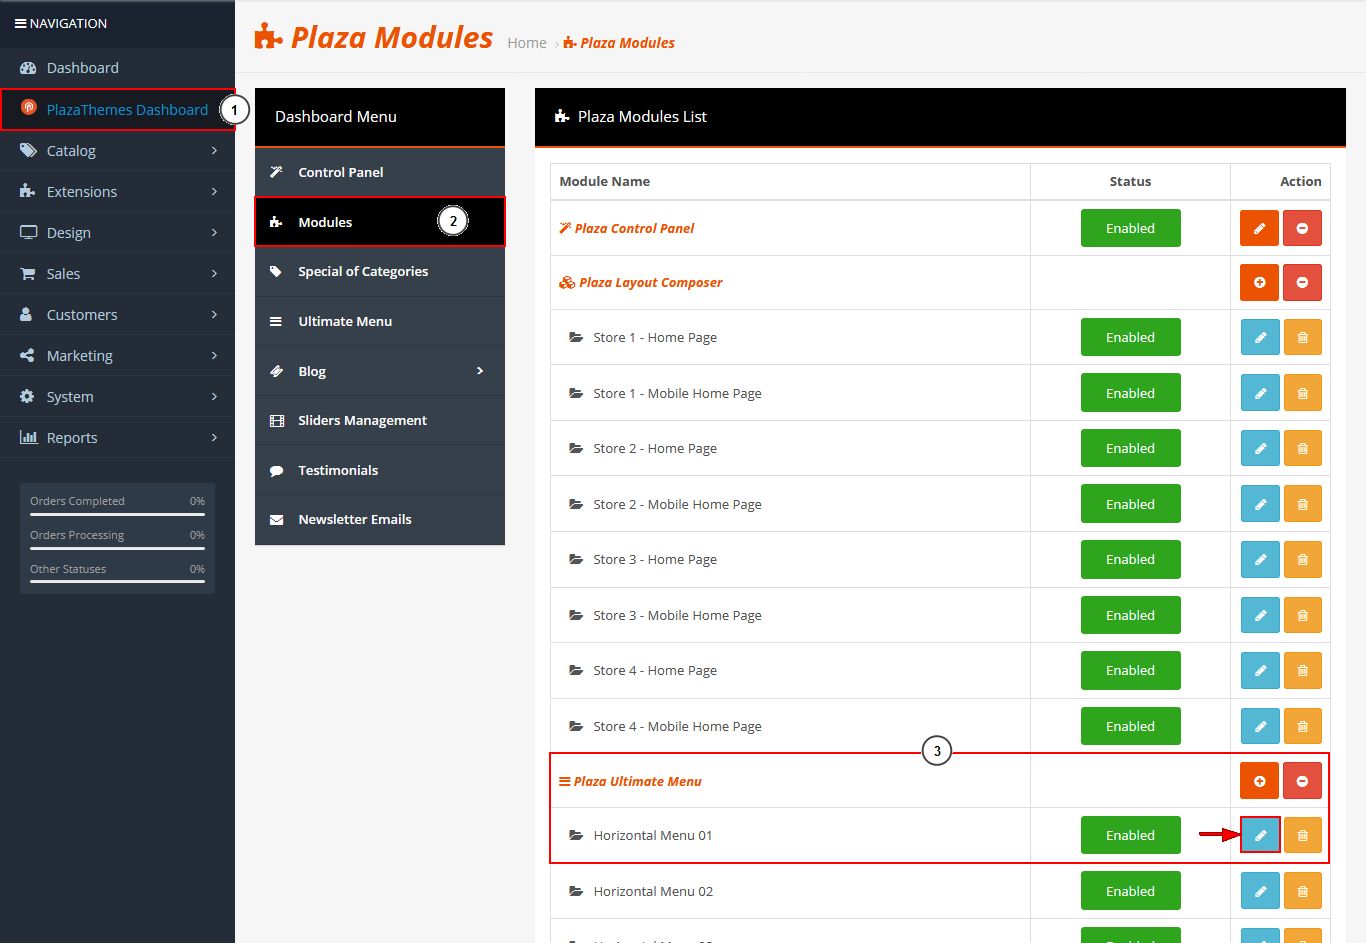 NAVIGATION
Dashboard
PlazaThemes Dashboard
1
Catalog
Extensions
Design
Sales
Customers
Marketing
System
Reports
Orders Completed 0%
Orders Processing 0%
Other Statuses 0%
Plaza Modules
Home › Plaza Modules
Dashboard Menu
Control Panel
Modules 2
Special of Categories
Ultimate Menu
Blog
Sliders Management
Testimonials
Newsletter Emails
Plaza Modules List
Module Name Status Action
Plaza Control Panel Enabled
Plaza Layout Composer
Store 1 - Home Page Enabled
Store 1 - Mobile Home Page Enabled
Store 2 - Home Page Enabled
Store 2 - Mobile Home Page Enabled
Store 3 - Home Page Enabled
Store 3 - Mobile Home Page Enabled
Store 4 - Home Page Enabled
Store 4 - Mobile Home Page Enabled
3
Plaza Ultimate Menu
Horizontal Menu 01 Enabled
Horizontal Menu 02 Enabled
Enabled